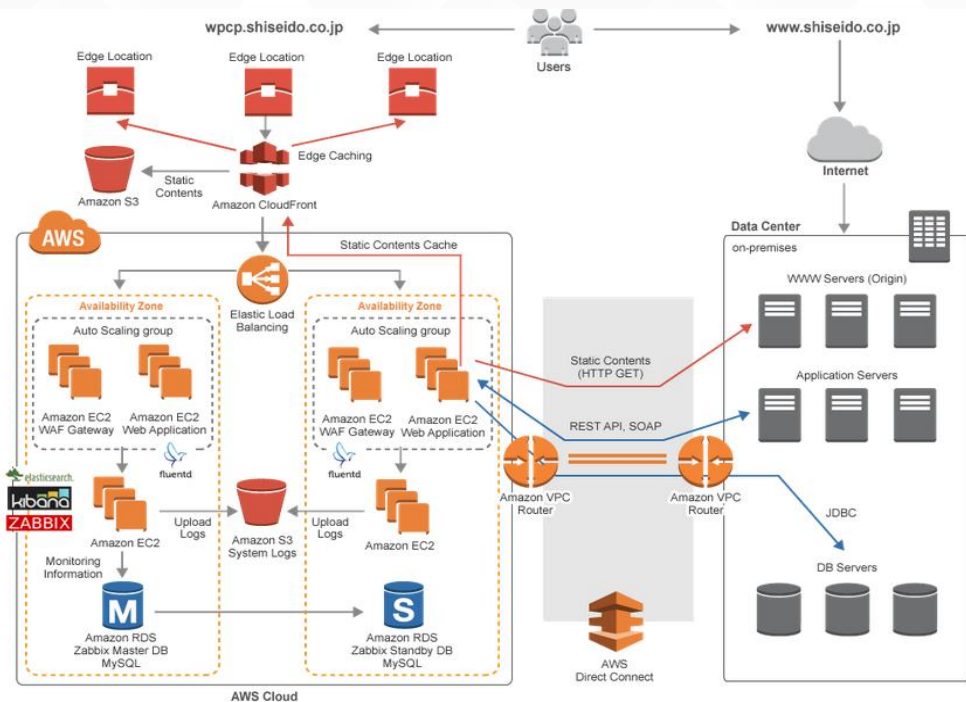 wpcp.shiseido.co.jp
Users
www.shiseido.co.jp
Edge Location
Edge Location
Edge Location
Edge Caching
Static
Contents
Amazon S3
Amazon CloudFront
Internet
AWS
Static Contents Cache
Data Center
on-premises
Elastic Load
Balancing
Availability Zone
Auto Scaling group
Amazon EC2
WAF Gateway
Amazon EC2
Web Application
fluentd
Availability Zone
Auto Scaling group
Amazon EC2
WAF Gateway
Amazon EC2
Web Application
fluentd
WWW Servers (Origin)
Static Contents
(HTTP GET)
Application Servers
REST API, SOAP
elasticsearch.
kibana
ZABBIX
Amazon EC2
Upload
Logs
Amazon S3
System Logs
Upload
Logs
Amazon EC2
Amazon VPC
Router
Amazon VPC
Router
JDBC
DB Servers
Monitoring
Information
M
Amazon RDS
Zabbix Master DB
MySQL
S
Amazon RDS
Zabbix Standby DB
MySQL
AWS
Direct Connect
AWS Cloud